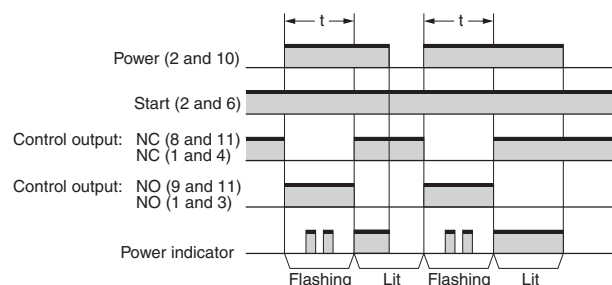 t t
Power (2 and 10)
Start (2 and 6)
Control output: NC (8 and 11)
NC (1 and 4)
Control output: NO (9 and 11)
NO (1 and 3)
Power indicator
Flashing Lit Flashing Lit